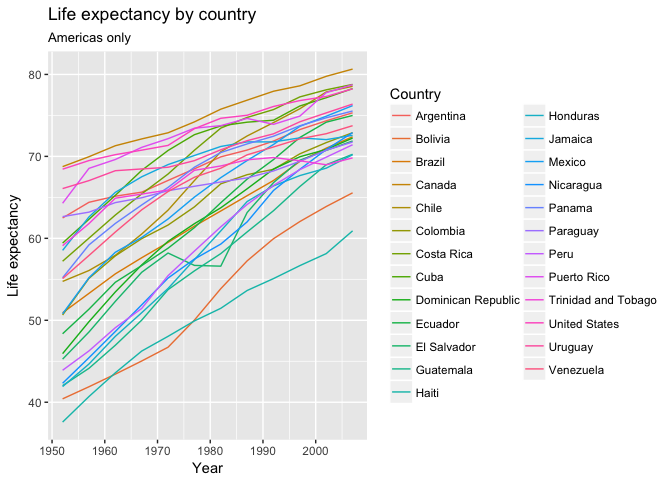 Life expectancy by country
Americas only
80
70
60
50
40
1950
1960
1970
1980
1990
2000
Year
Life expectancy
Country
Argentina
Bolivia
Brazil
Canada
Chile
Colombia
Costa Rica
Cuba
Dominican Republic
Ecuador
El Salvador
Guatemala
Haiti
Honduras
Jamaica
Mexico
Nicaragua
Panama
Paraguay
Peru
Puerto Rico
Trinidad and Tobago
United States
Uruguay
Venezuela